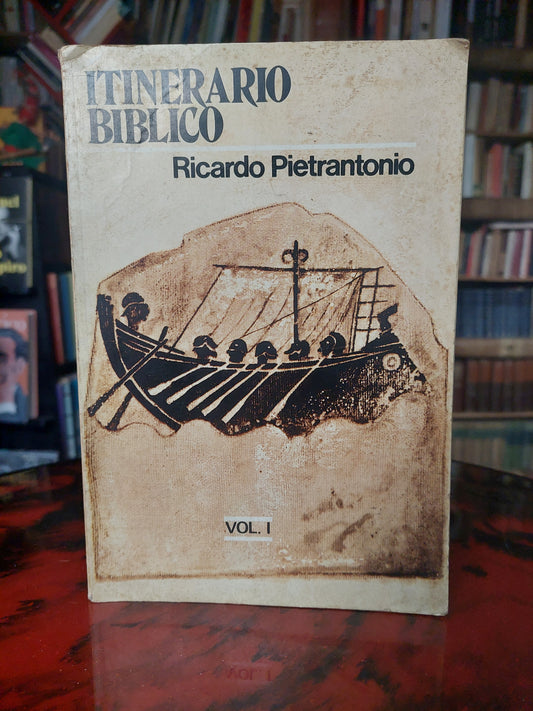 ITINERARIO
BIBLICO
Ricardo Pietrantonio
VOL. I